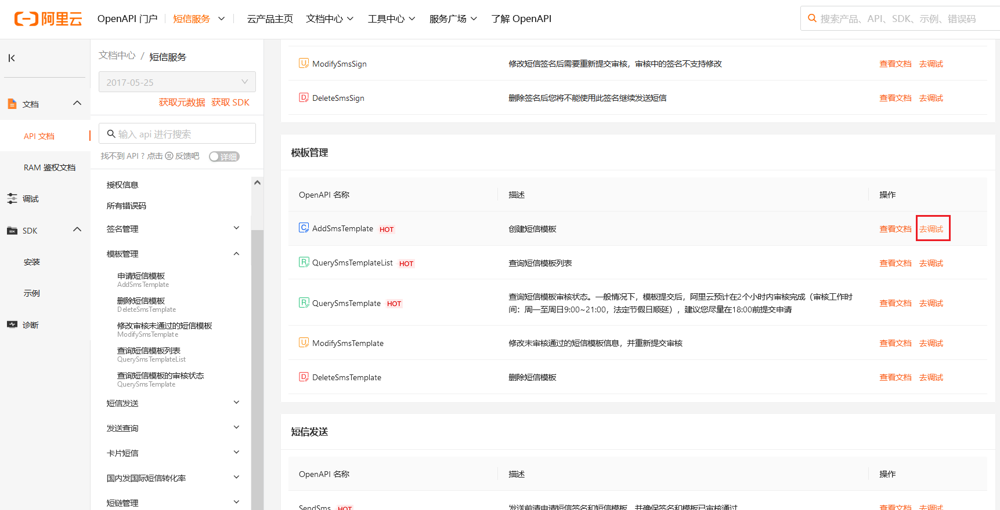 阿里云
OpenAPI 门户
短信服务
云产品主页
文档中心
工具中心
服务广场
了解 OpenAPI
搜索产品、API、SDK、示例、错误码
文档
API 文档
RAM 鉴权文档
调试
SDK
安装
示例
诊断
文档中心 / 短信服务
2017-05-25
获取元数据 获取 SDK
输入 api 进行搜索
找不到 API ? 点击 反馈吧 详细
授权信息
所有错误码
签名管理
模板管理
申请短信模板
AddSmsTemplate
删除短信模板
DeleteSmsTemplate
修改审核未通过的短信模板
ModifySmsTemplate
查询短信模板列表
QuerySmsTemplateList
查询短信模板的审核状态
QuerySmsTemplate
短信发送
发送查询
卡片短信
国内发国际短信转化率
短链管理
U ModifySmsSign 修改短信签名后需要重新提交审核，审核中的签名不支持修改 查看文档 去调试
D DeleteSmsSign 删除签名后您将不能使用此签名继续发送短信 查看文档 去调试
模板管理
OpenAPI 名称 描述 操作
C AddSmsTemplate HOT 创建短信模板 查看文档 去调试
R QuerySmsTemplateList HOT 查询短信模板列表 查看文档 去调试
R QuerySmsTemplate HOT 查询短信模板审核状态。一般情况下，模板提交后，阿里云预计在2个小时内审核完成（审核工作时
间：周一至周日9:00~21:00，法定节假日顺延），建议您尽量在18:00前提交申请 查看文档 去调试
U ModifySmsTemplate 修改未审核通过的短信模板信息，并重新提交审核 查看文档 去调试
D DeleteSmsTemplate 删除短信模板 查看文档 去调试
短信发送
OpenAPI 名称 描述 操作
SendSms HOT 发送前请申请短信签名和短信模板，并确保签名和模板已审核通过 查看文档 去调试